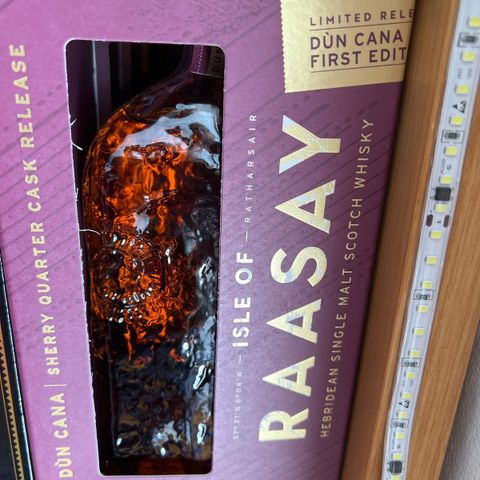 LIMITED RELE
DÙN CANA
FIRST EDIT
DÙN CANA | SHERRY QUARTER CASK RELEASE
ISLE OF
RATHARSAIR
RAASAY
HEBRIDEAN SINGLE MALT SCOTCH WHISKY